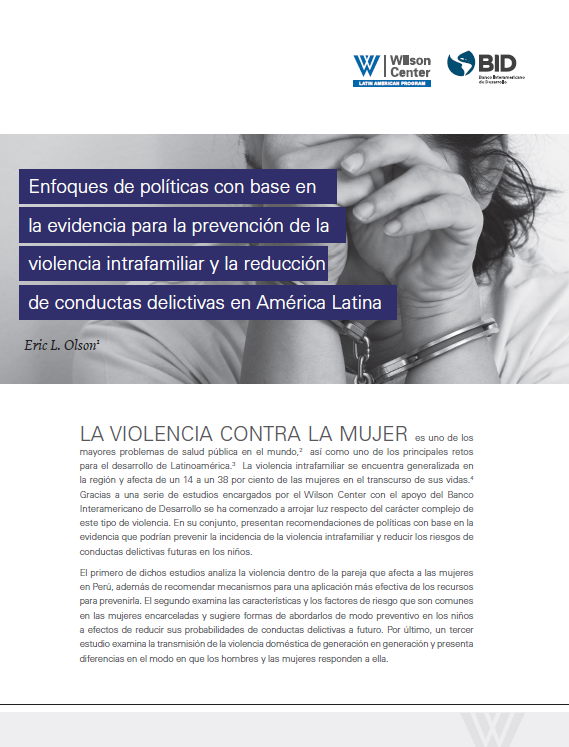 Wilson
Center
LATIN AMERICAN PROGRAM
BID
Banco Interamericano
de Desarrollo
Enfoques de políticas con base en
la evidencia para la prevención de la
violencia intrafamiliar y la reducción
de conductas delictivas en América Latina
Eric L. Olson¹
LA VIOLENCIA CONTRA LA MUJER es uno de los
mayores problemas de salud pública en el mundo,² así como uno de los principales retos
para el desarrollo de Latinoamérica.³ La violencia intrafamiliar se encuentra generalizada en
la región y afecta de un 14 a un 38 por ciento de las mujeres en el transcurso de sus vidas.⁴
Gracias a una serie de estudios encargados por el Wilson Center con el apoyo del Banco
Interamericano de Desarrollo se ha comenzado a arrojar luz respecto del carácter complejo de
este tipo de violencia. En su conjunto, presentan recomendaciones de políticas con base en la
evidencia que podrían prevenir la incidencia de la violencia intrafamiliar y reducir los riesgos de
conductas delictivas futuras en los niños.
El primero de dichos estudios analiza la violencia dentro de la pareja que afecta a las mujeres
en Perú, además de recomendar mecanismos para una aplicación más efectiva de los recursos
para prevenirla. El segundo examina las características y los factores de riesgo que son comunes
en las mujeres encarceladas y sugiere formas de abordarlos de modo preventivo en los niños
a efectos de reducir sus probabilidades de conductas delictivas a futuro. Por último, un tercer
estudio examina la transmisión de la violencia doméstica de generación en generación y presenta
diferencias en el modo en que los hombres y las mujeres responden a ella.